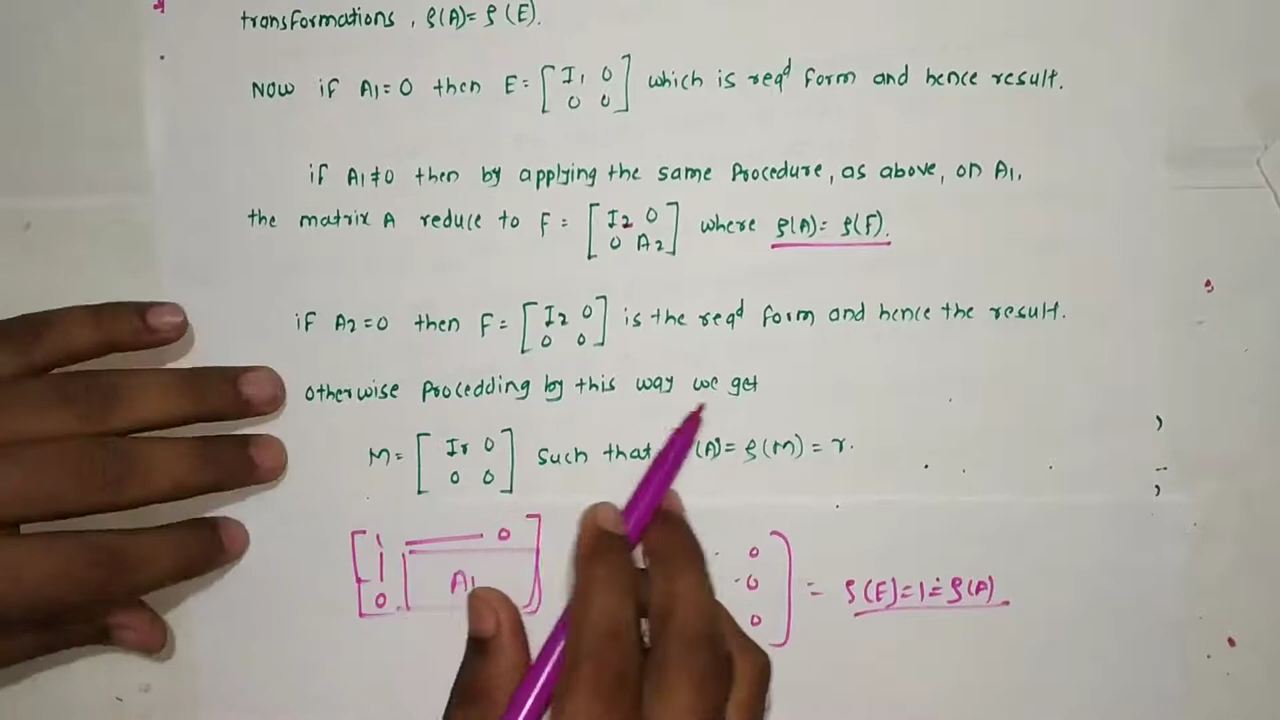 transformations, ρ(A)= ρ(E).
Now if A₁=0 then E= [I₁ 0
0 0] which is reqᵈ form and hence result.
if A₁≠0 then by applying the same procedure, as above, on A₁,
the matrix A reduce to F = [I₂ 0
0 A₂] where ρ(A)= ρ(F).
if A₂=0 then F= [I₂ 0
0 0] is the reqᵈ form and hence the result.
otherwise procedding by this way we get
M= [Iᵣ 0
0 0] such that (A)= ρ(M) = r.
[1 0
0 A₁] 0
0
0] = ρ(E)=1=ρ(A)